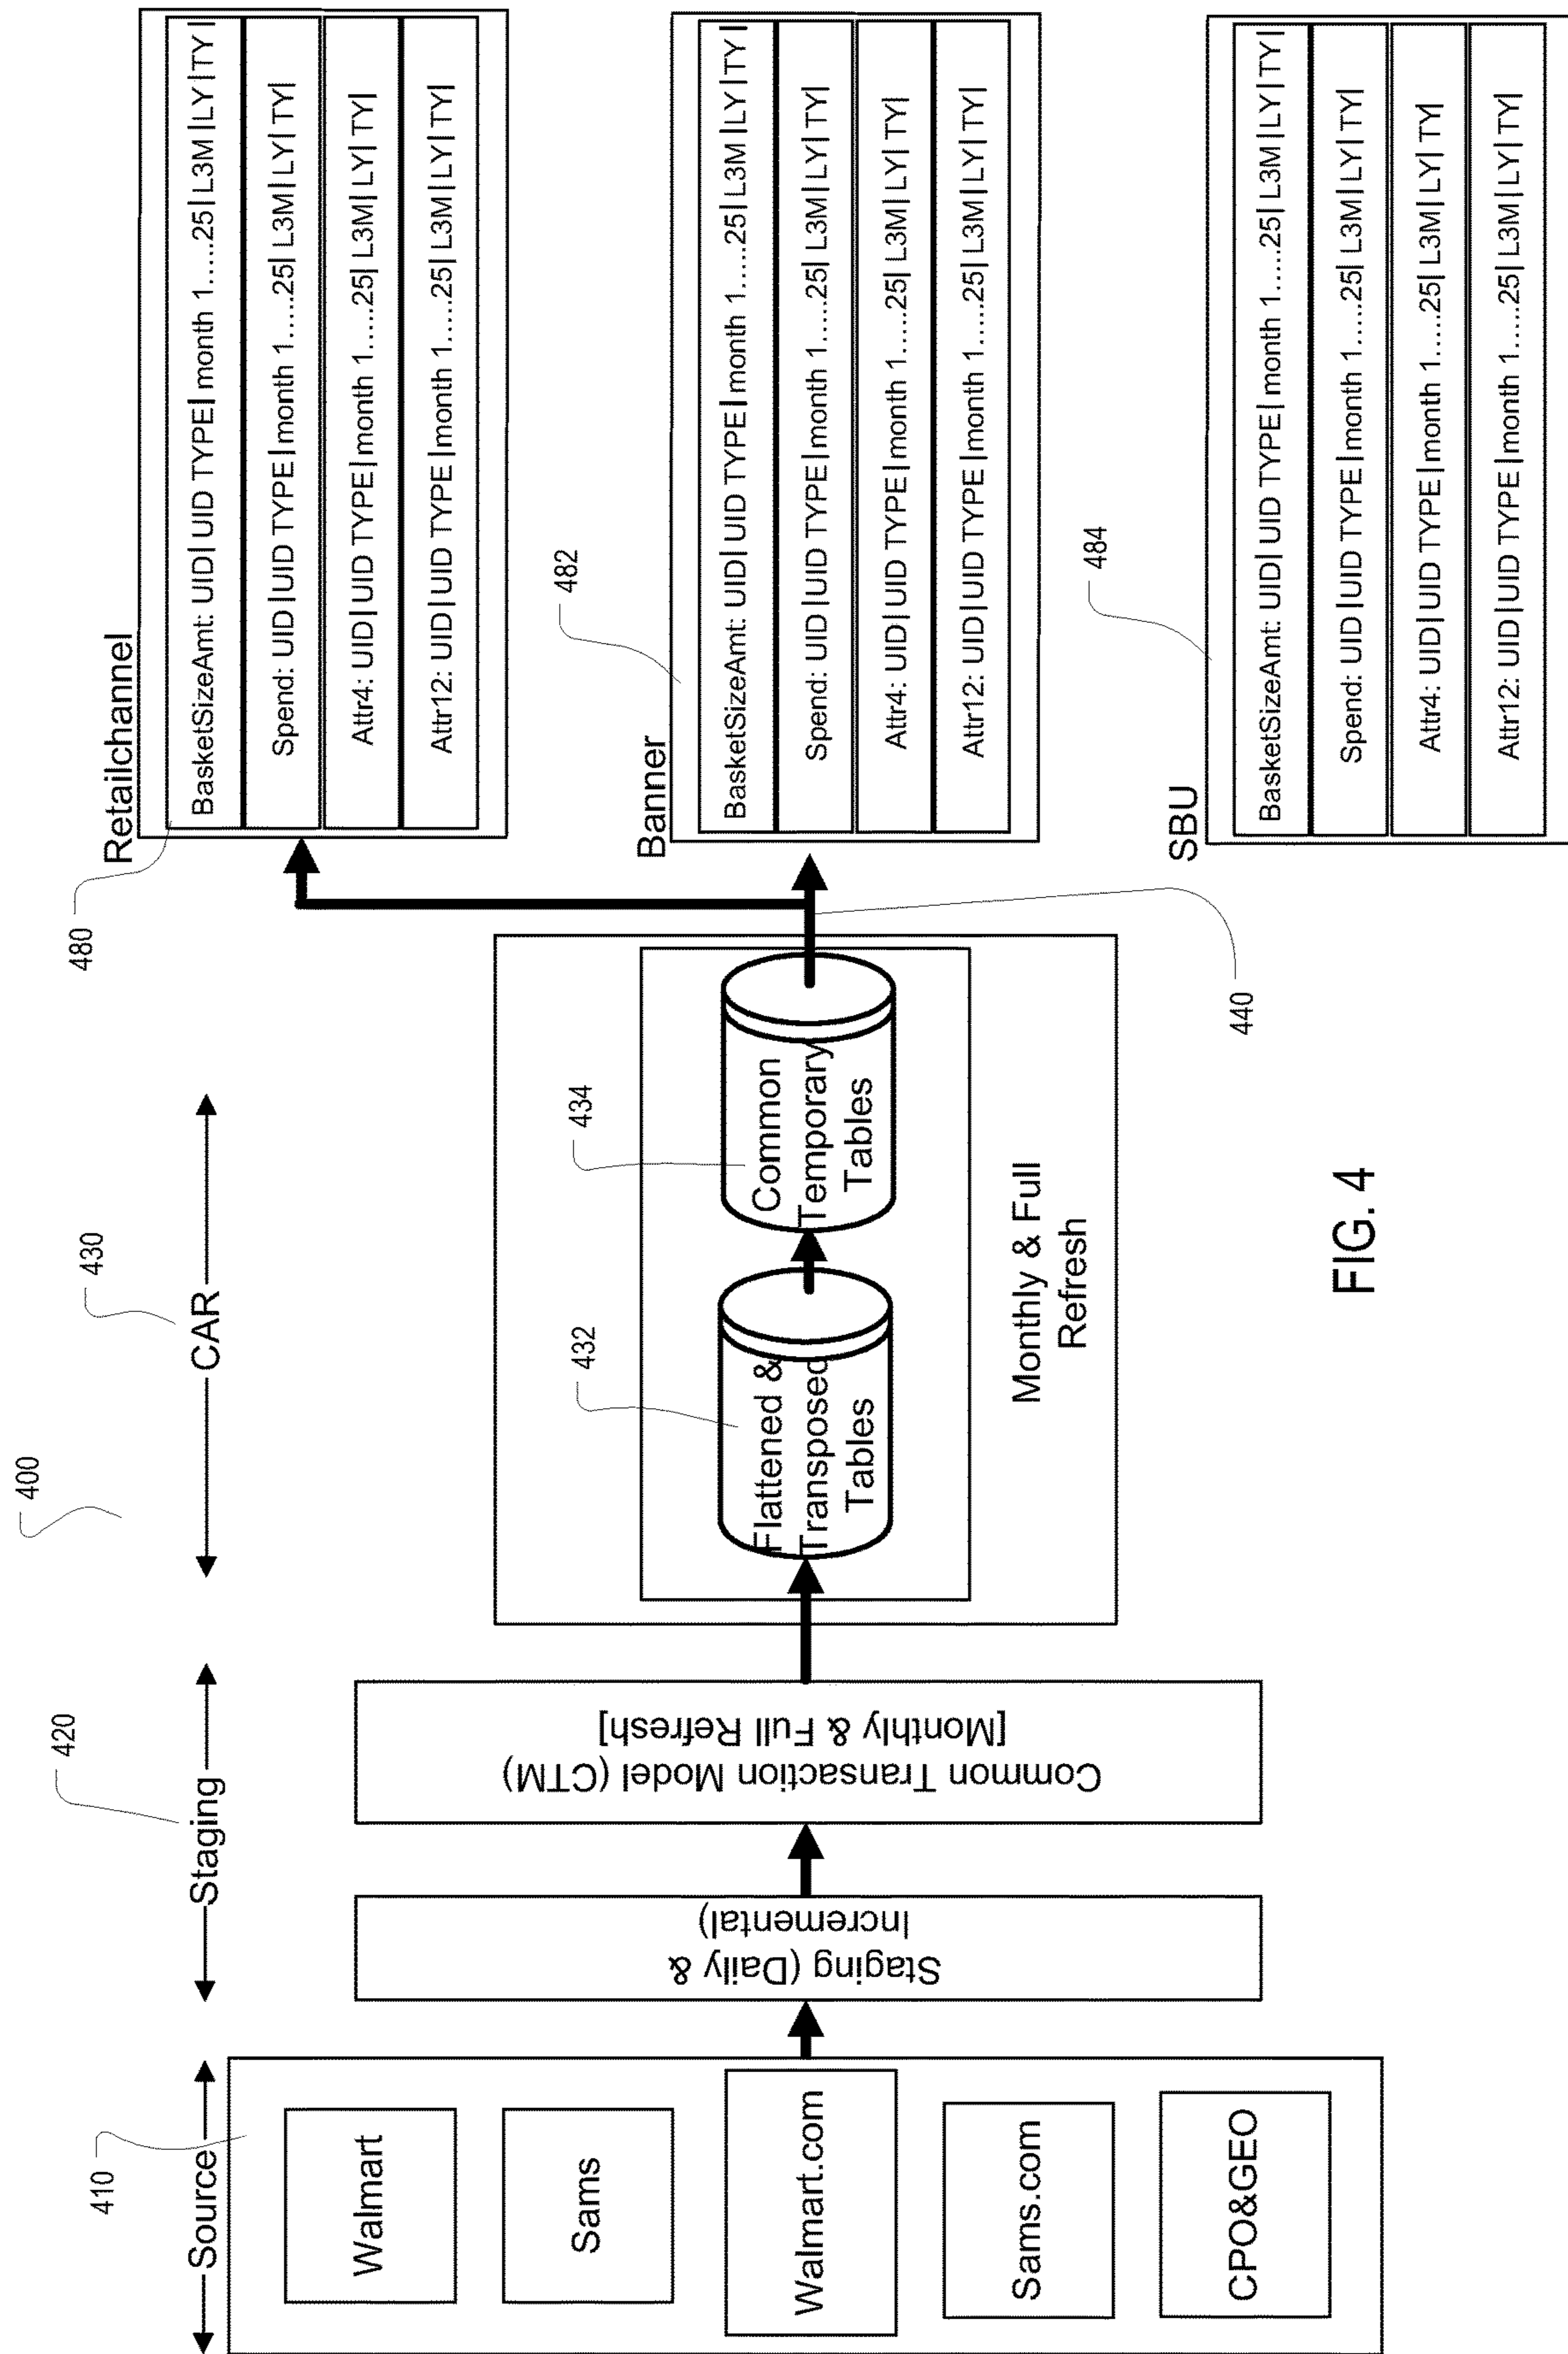 400
Source
410
Walmart
Sams
Walmart.com
Sams.com
CPO&GEO
Staging
420
Staging (Daily &
Incremental)
Common Transaction Model (CTM)
[Monthly & Full Refresh]
CAR
430
432
Flattened &
Transposed
Tables
434
Common
Temporary
Tables
Monthly & Full
Refresh
440
480
Retailchannel
BasketSizeAmt: UID| UID TYPE| month 1.....25| L3M |LY |TY |
Spend: UID |UID TYPE |month 1.....25| L3M|LY| TY|
Attr4: UID|UID TYPE|month 1....25| L3M|LY| TY|
Attr12: UID|UID TYPE |month 1.....25| L3M|LY|TY|
482
Banner
BasketSizeAmt: UID| UID TYPE| month 1.....25| L3M |LY |TY |
Spend: UID |UID TYPE |month 1.....25| L3M|LY| TY|
Attr4: UID|UID TYPE|month 1....25| L3M|LY| TY|
Attr12: UID|UID TYPE |month 1.....25| L3M|LY|TY|
484
SBU
BasketSizeAmt: UID| UID TYPE| month 1.....25| L3M |LY |TY |
Spend: UID |UID TYPE |month 1.....25| L3M|LY| TY|
Attr4: UID|UID TYPE |month 1....25| L3M|LY| TY|
Attr12: UID|UID TYPE |month 1.....25| L3M|LY| TY|
FIG. 4